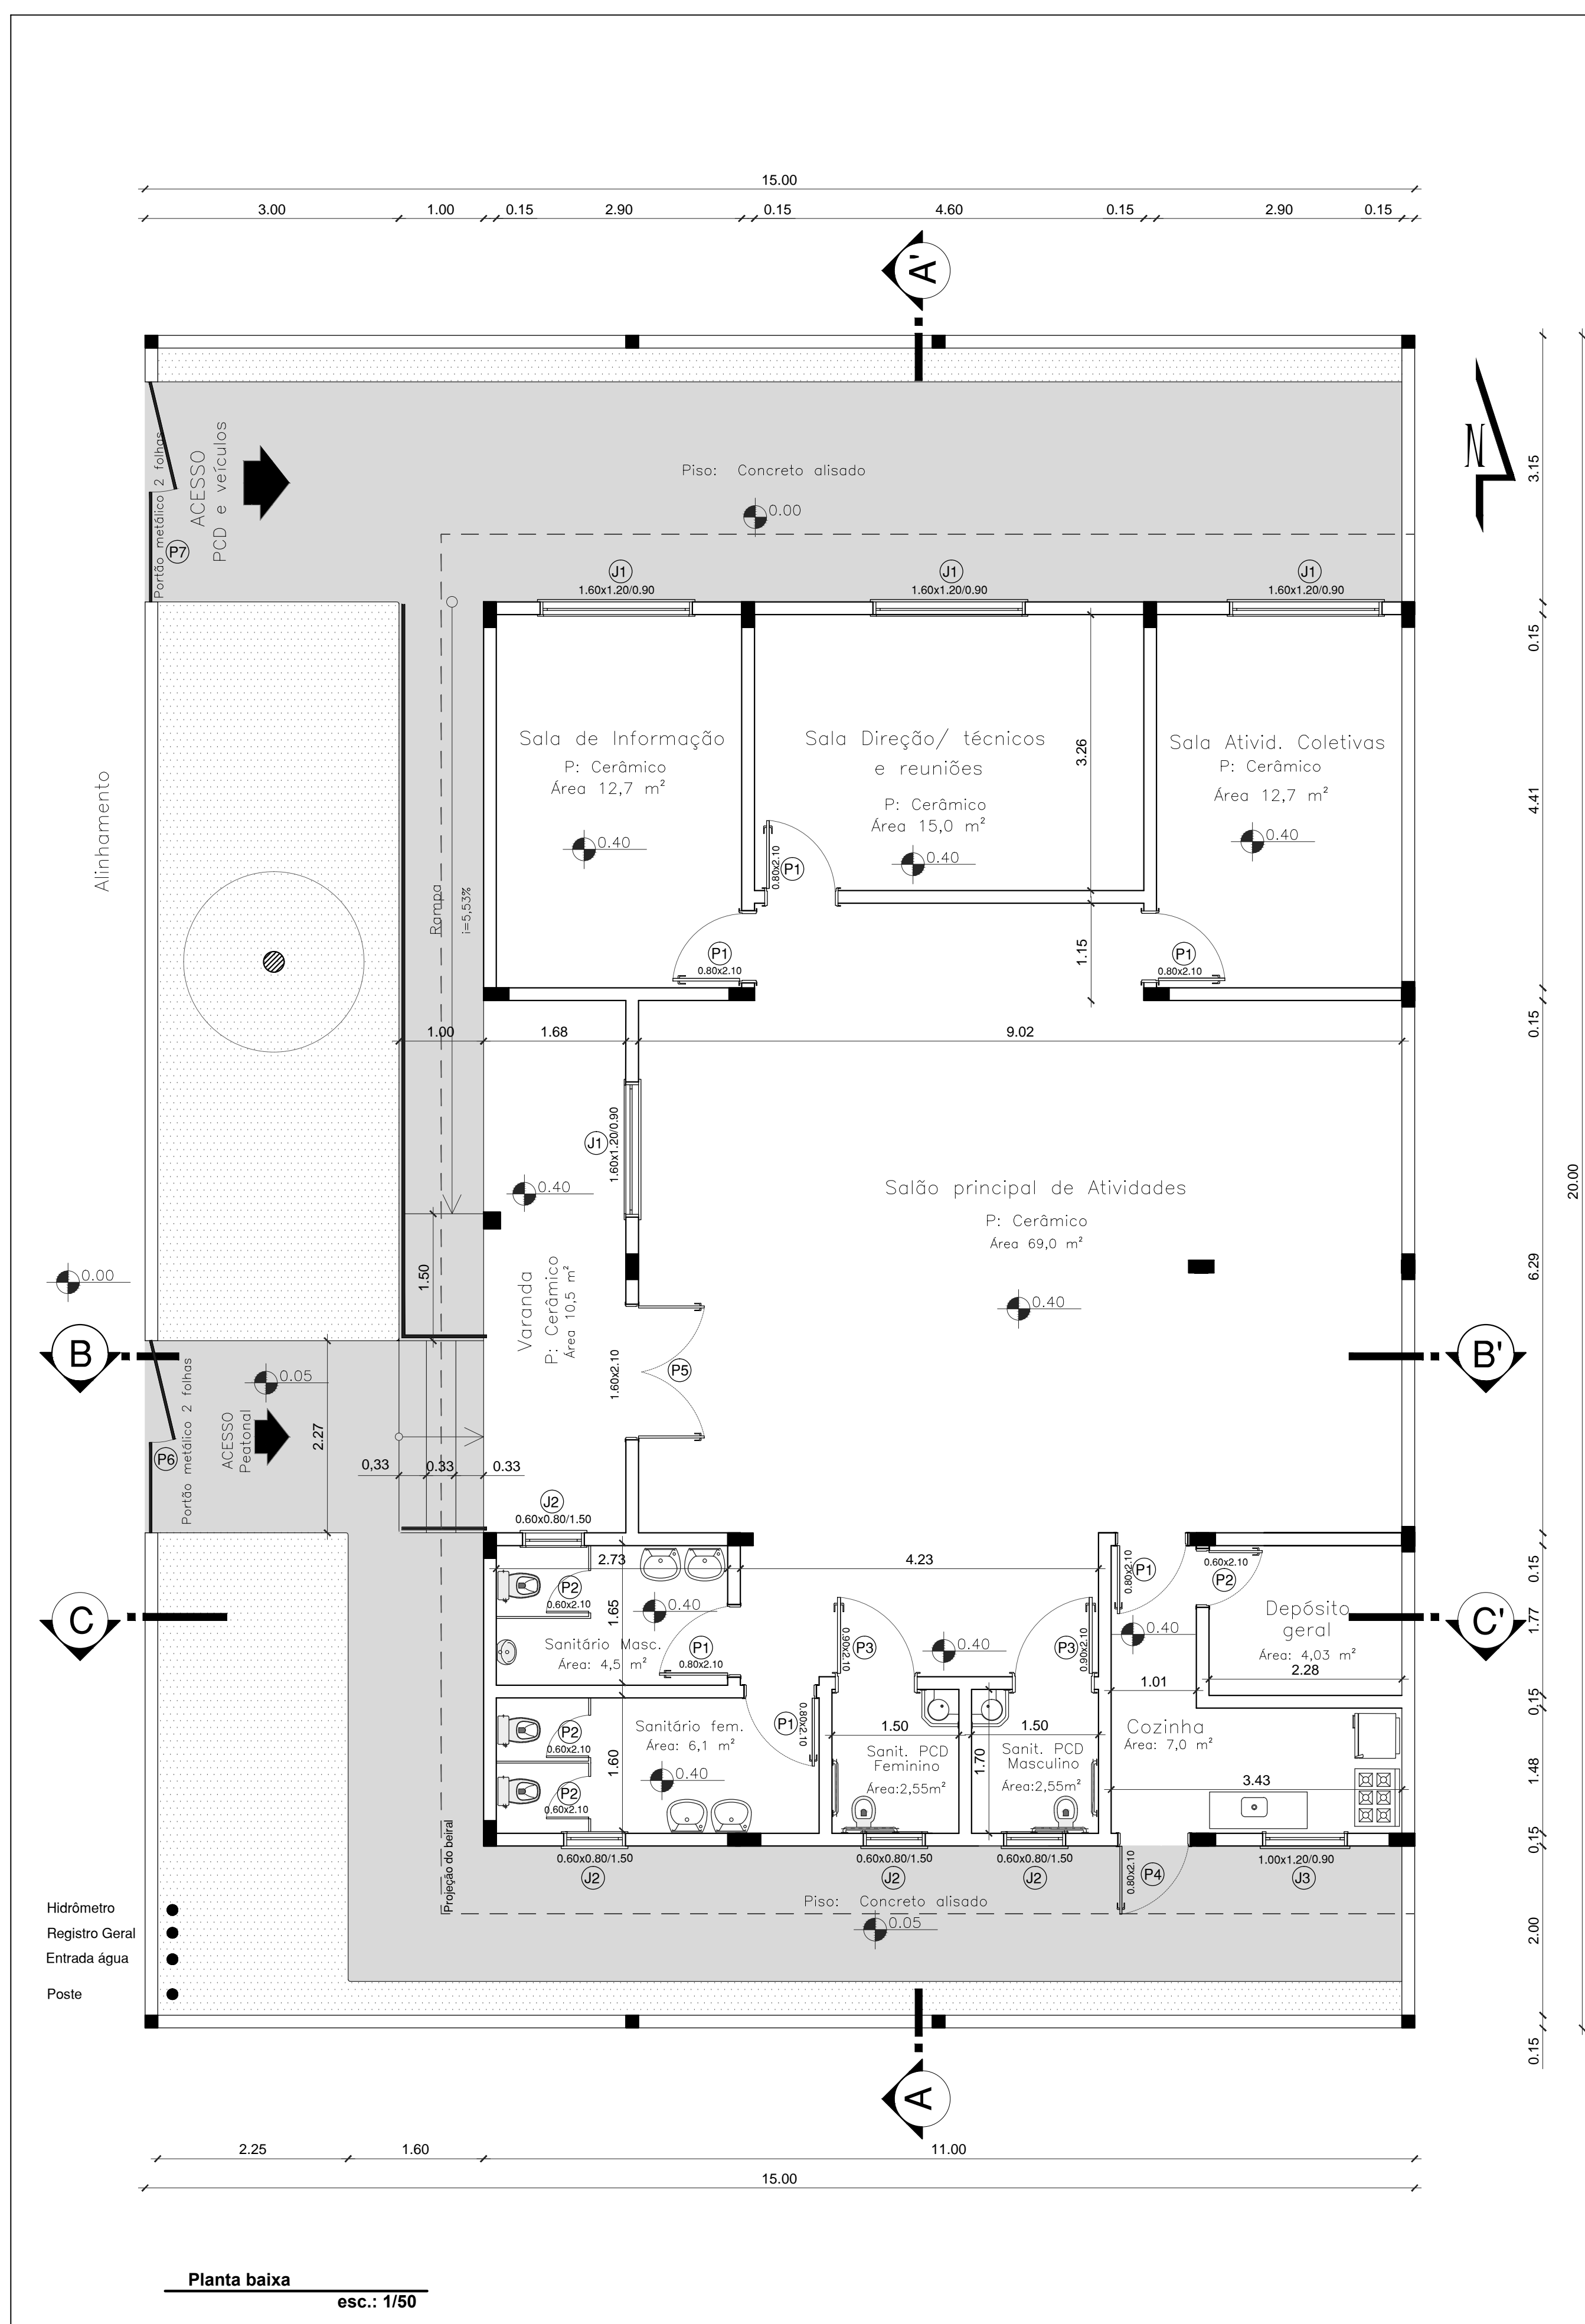 15.00
3.00 1.00 0.15 2.90 0.15 4.60 0.15 2.90 0.15
A'
N
Portão metálico 2 folhas
ACESSO
PCD e veículos
P7
Piso: Concreto alisado
0.00
3.15
J1 J1 J1
1.60x1.20/0.90 1.60x1.20/0.90 1.60x1.20/0.90
0.15
Sala de Informação
P: Cerâmico
Área 12,7 m²
0.40
Sala Direção/ técnicos
e reuniões
P: Cerâmico
Área 15,0 m²
0.40
3.26
Sala Ativid. Coletivas
P: Cerâmico
Área 12,7 m²
0.40
4.41
Alinhamento
Rampa
i=5,53%
P1
0.80x2.10
P1
0.80x2.10
1.15
P1
0.80x2.10
1.00 1.68 9.02
0.15
J1
1.60x1.20/0.90
0.40
Salão principal de Atividades
P: Cerâmico
Área 69,0 m²
0.40
20.00
6.29
0.00
1.50
Varanda
P: Cerâmico
Área 10,5 m²
B
B'
1.60x2.10
P5
0.05
ACESSO
Peatonal
P6
Portão metálico 2 folhas
2.27
0,33 0.33 0.33
J2
0.60x0.80/1.50
2.73 4.23
P2
0.60x2.10
1.65
0.40
Sanitário Masc.
Área: 4,5 m²
P1
0.80x2.10
0.90x2.10
P3
0.40
P3
0.90x2.10
0.80x2.10
P1
0.60x2.10
P2
0.40
Depósito
geral
Área: 4,03 m²
2.28
0.15
1.77
C
C'
1.01
0.15
P2
0.60x2.10
P2
0.60x2.10
1.60
Sanitário fem.
Área: 6,1 m²
0.40
P1
0.80x2.10
1.50
Sanit. PCD
Feminino
Área:2,55m²
1.70
1.50
Sanit. PCD
Masculino
Área:2,55m²
Cozinha
Área: 7,0 m²
3.43
1.48
0.15
Projeção do beiral
0.60x0.80/1.50 0.60x0.80/1.50 0.60x0.80/1.50
J2 J2 J2
0.80x2.10
P4
1.00x1.20/0.90
J3
Piso: Concreto alisado
0.05
2.00
Hidrômetro
Registro Geral
Entrada água
Poste
0.15
A
2.25 1.60 11.00
15.00
Planta baixa
esc.: 1/50